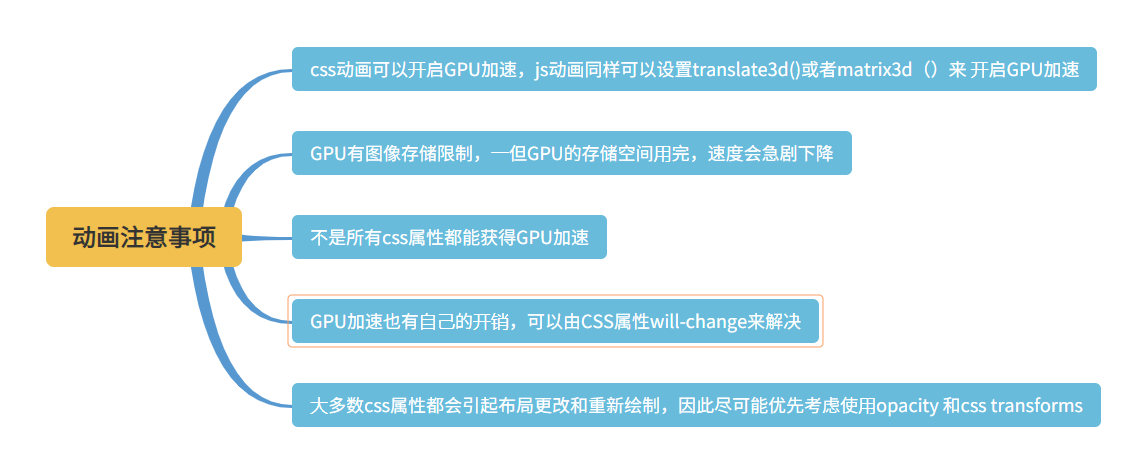 css动画可以开启GPU加速，js动画同样可以设置translate3d()或者matrix3d（）来 开启GPU加速
GPU有图像存储限制，一但GPU的存储空间用完，速度会急剧下降
动画注意事项
不是所有css属性都能获得GPU加速
GPU加速也有自己的开销，可以由CSS属性will-change来解决
大多数css属性都会引起布局更改和重新绘制，因此尽可能优先考虑使用opacity 和css transforms